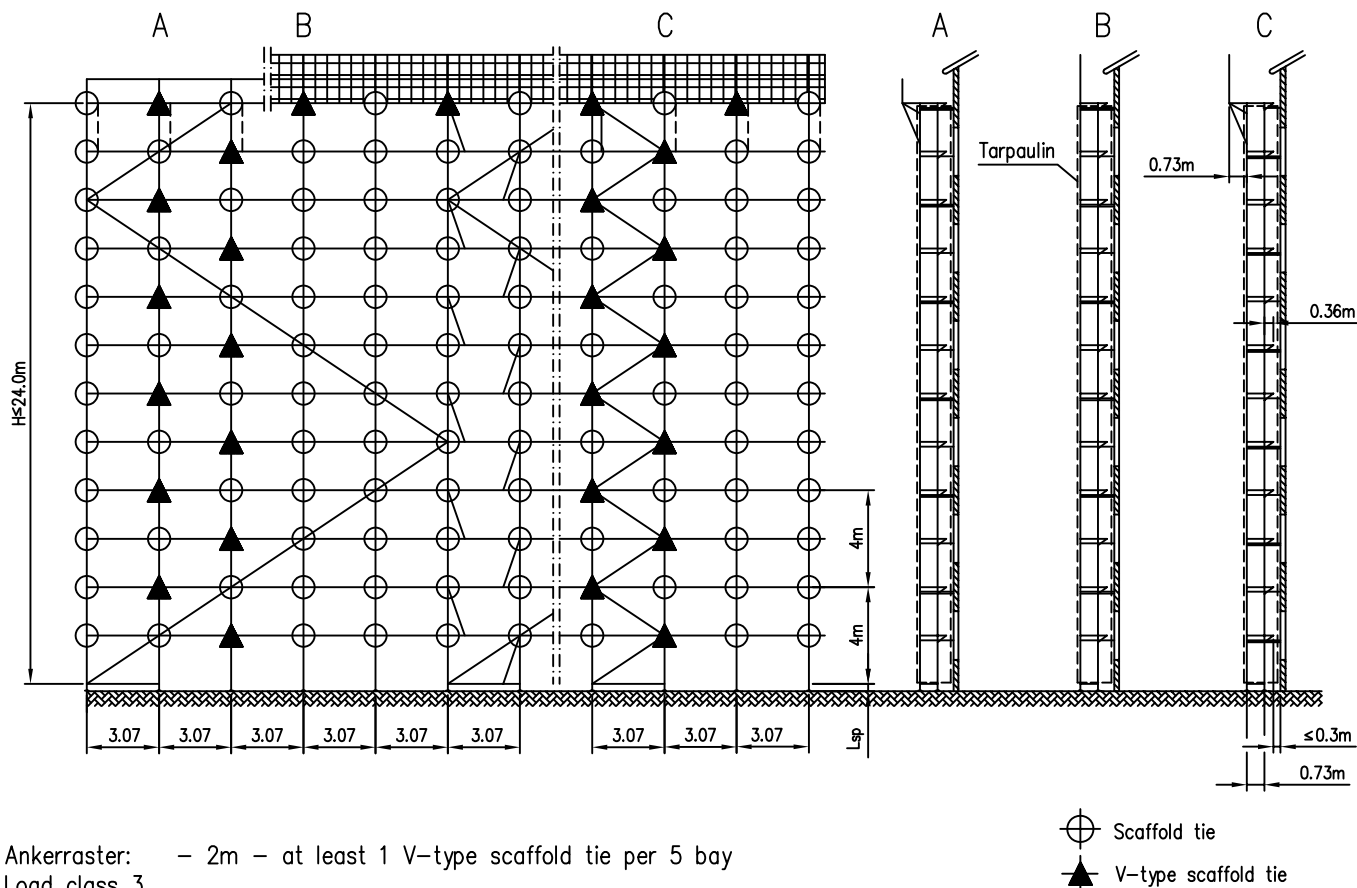 A B C A B C
Tarpaulin
0.73m
0.36m
H≤24.0m
4m
4m
3.07 3.07 3.07 3.07 3.07 3.07 3.07 3.07 3.07
Lsp
≤0.3m
0.73m
Scaffold tie
V-type scaffold tie
Ankerraster: - 2m - at least 1 V-type scaffold tie per 5 bay
Load class 3